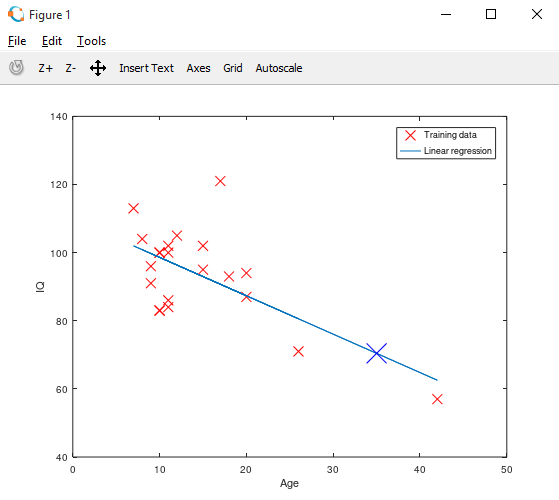 Figure 1
File Edit Tools
Z+ Z- Insert Text Axes Grid Autoscale
140
Training data
Linear regression
120
100
IQ
80
60
40
0 10 20 30 40 50
Age